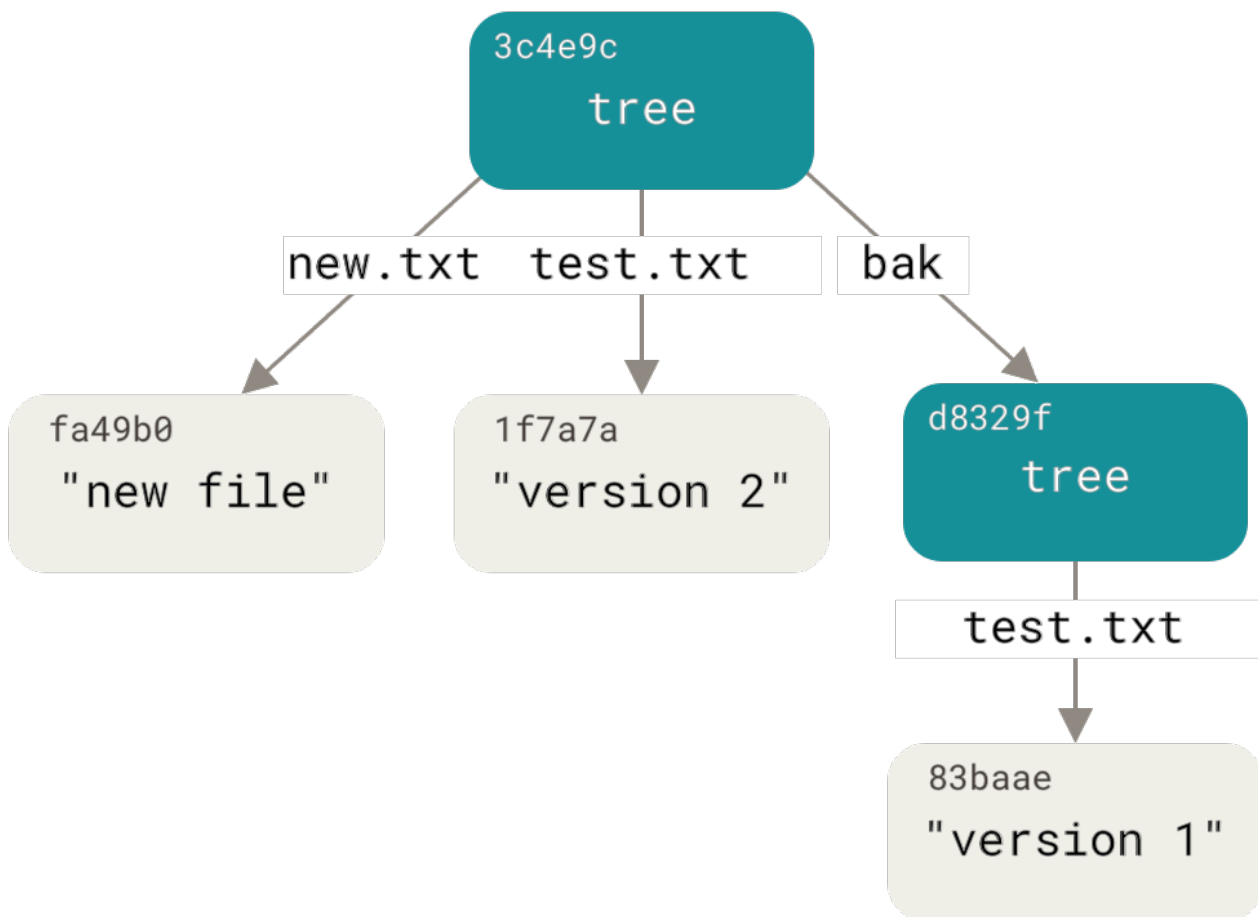 3c4e9c
tree
new.txt
test.txt
bak
fa49b0
"new file"
1f7a7a
"version 2"
d8329f
tree
test.txt
83baae
"version 1"